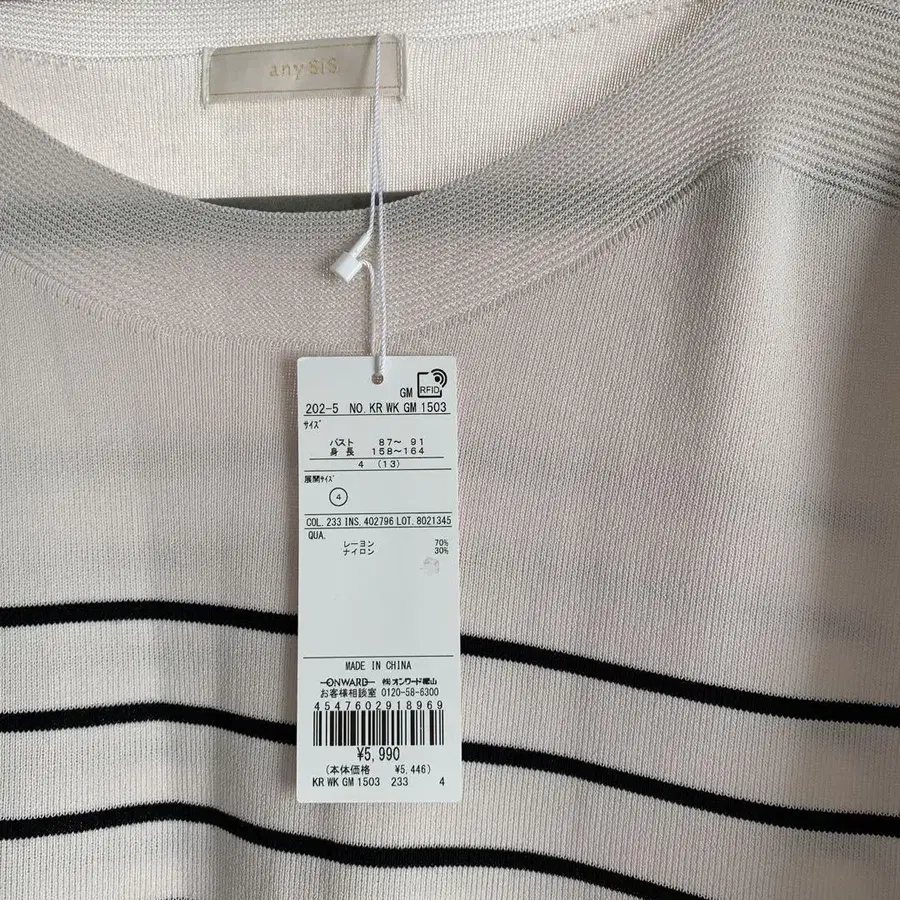 any SiS
GM RFID
202-5 NO. KR WK GM 1503
サイズ
バスト 87〜 91
身長 158〜164
4 (13)
展開サイズ
4
COL. 233 INS. 402796 LOT. 8021345
QUA.
レーヨン 70%
ナイロン 30%
MADE IN CHINA
ONWARD ㈱オンワード樫山
お客様相談室 0120-58-6300
4547602918969
¥5,990
(本体価格 ¥5,446)
KR WK GM 1503 233 4